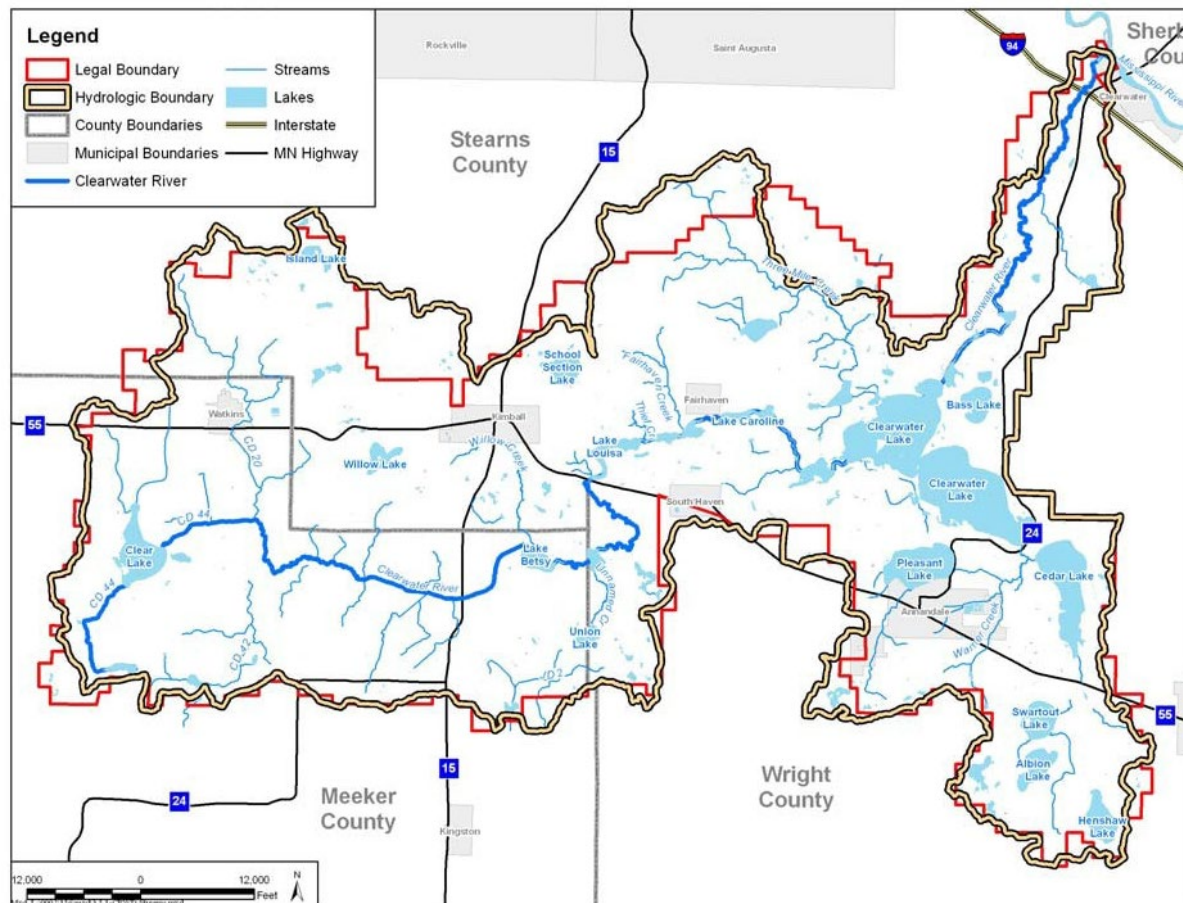 Legend
Legal Boundary
Hydrologic Boundary
County Boundaries
Municipal Boundaries
Clearwater River
Streams
Lakes
Interstate
MN Highway
Rockville
Saint Augusta
94
Sherb
Cou
Mississippi River
Clearwater
Stearns
County
15
Island Lake
Three-Mile Creek
Clearwater River
School
Section
Lake
Fairhaven Creek
Fairhaven
Thiel Cr
Lake Caroline
Bass Lake
Clearwater
Lake
Watkins
55
Kimball
Willow Creek
Lake
Louisa
CD 20
Willow Lake
Clearwater
Lake
South Haven
CD 44
24
Clear
Lake
Lake
Betsy
Pleasant
Lake
Cedar Lake
CD 44
Clearwater River
Unnamed Cr
Annandale
Warner Creek
CD 42
Union
Lake
JD 2
Swartout
Lake
55
Albion
Lake
15
Wright
County
24
Meeker
County
Kingston
Henshaw
Lake
12,000
0
12,000
Feet
N